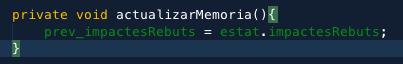 private void actualizarMemoria(){
prev_impactesRebuts = estat.impactesRebuts;
}